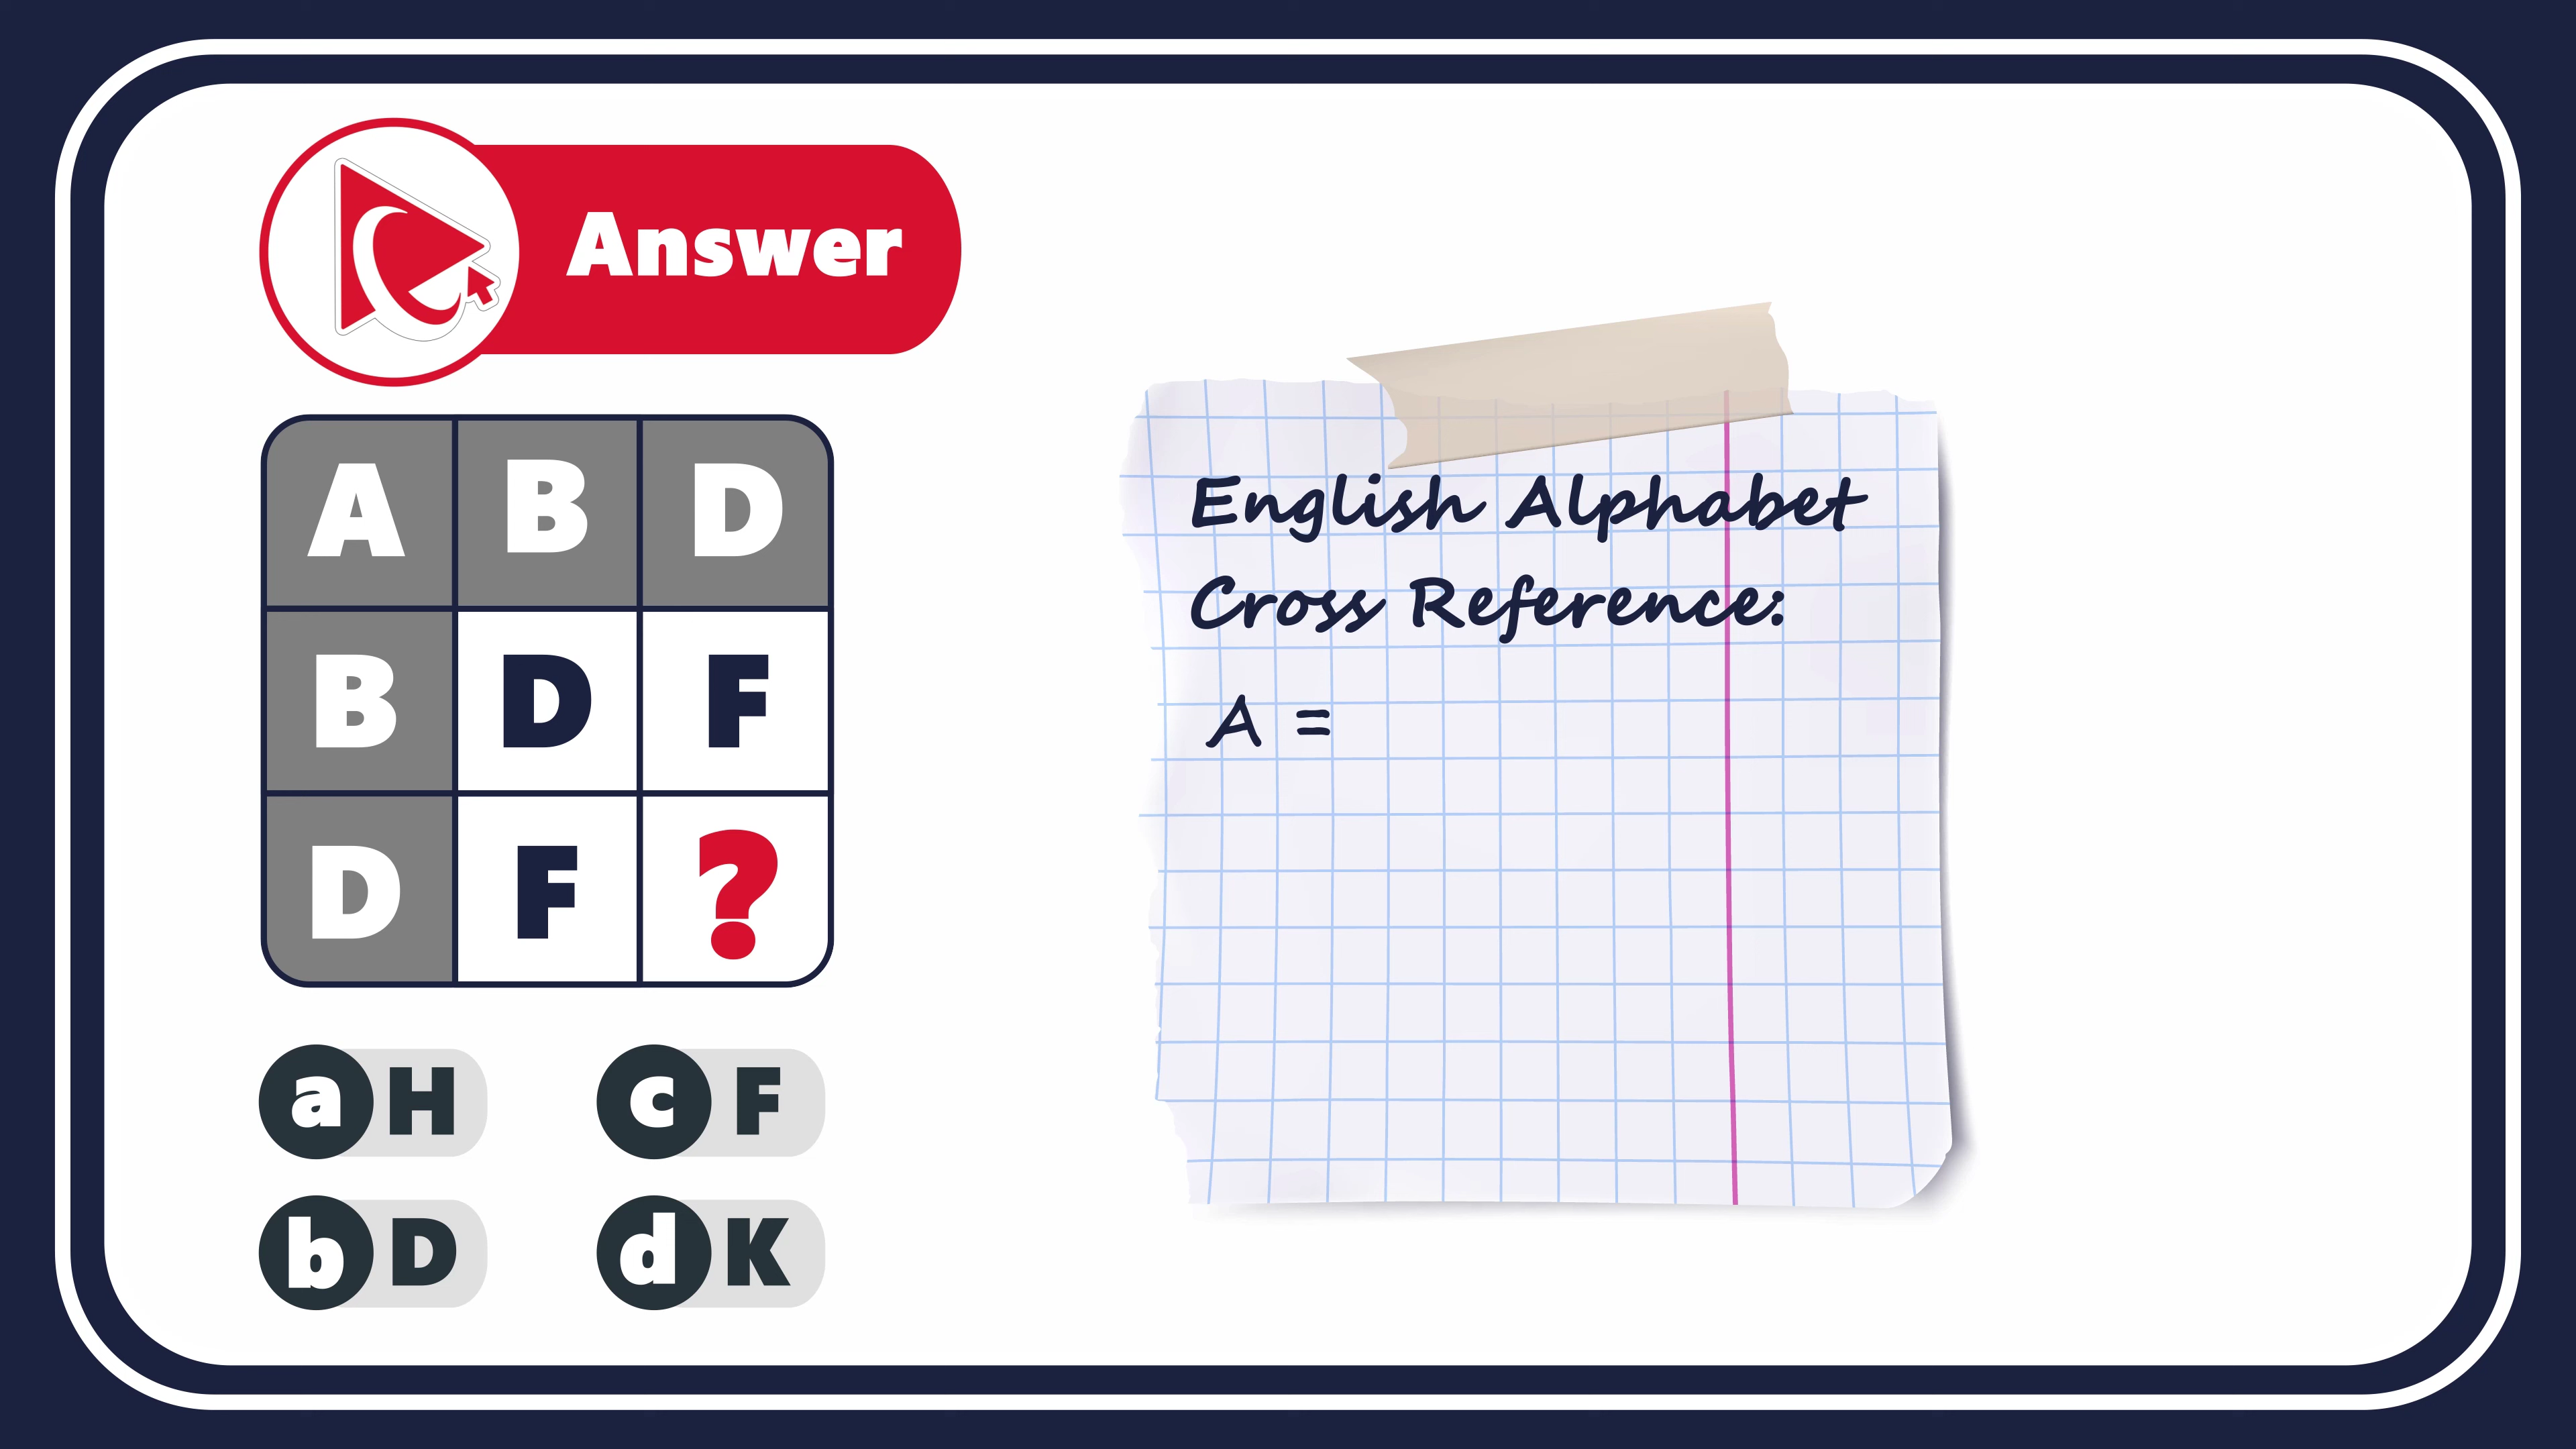 Answer
A B D
B D F
D F ?
a H
c F
b D
d K
English Alphabet
Cross Reference:
A =